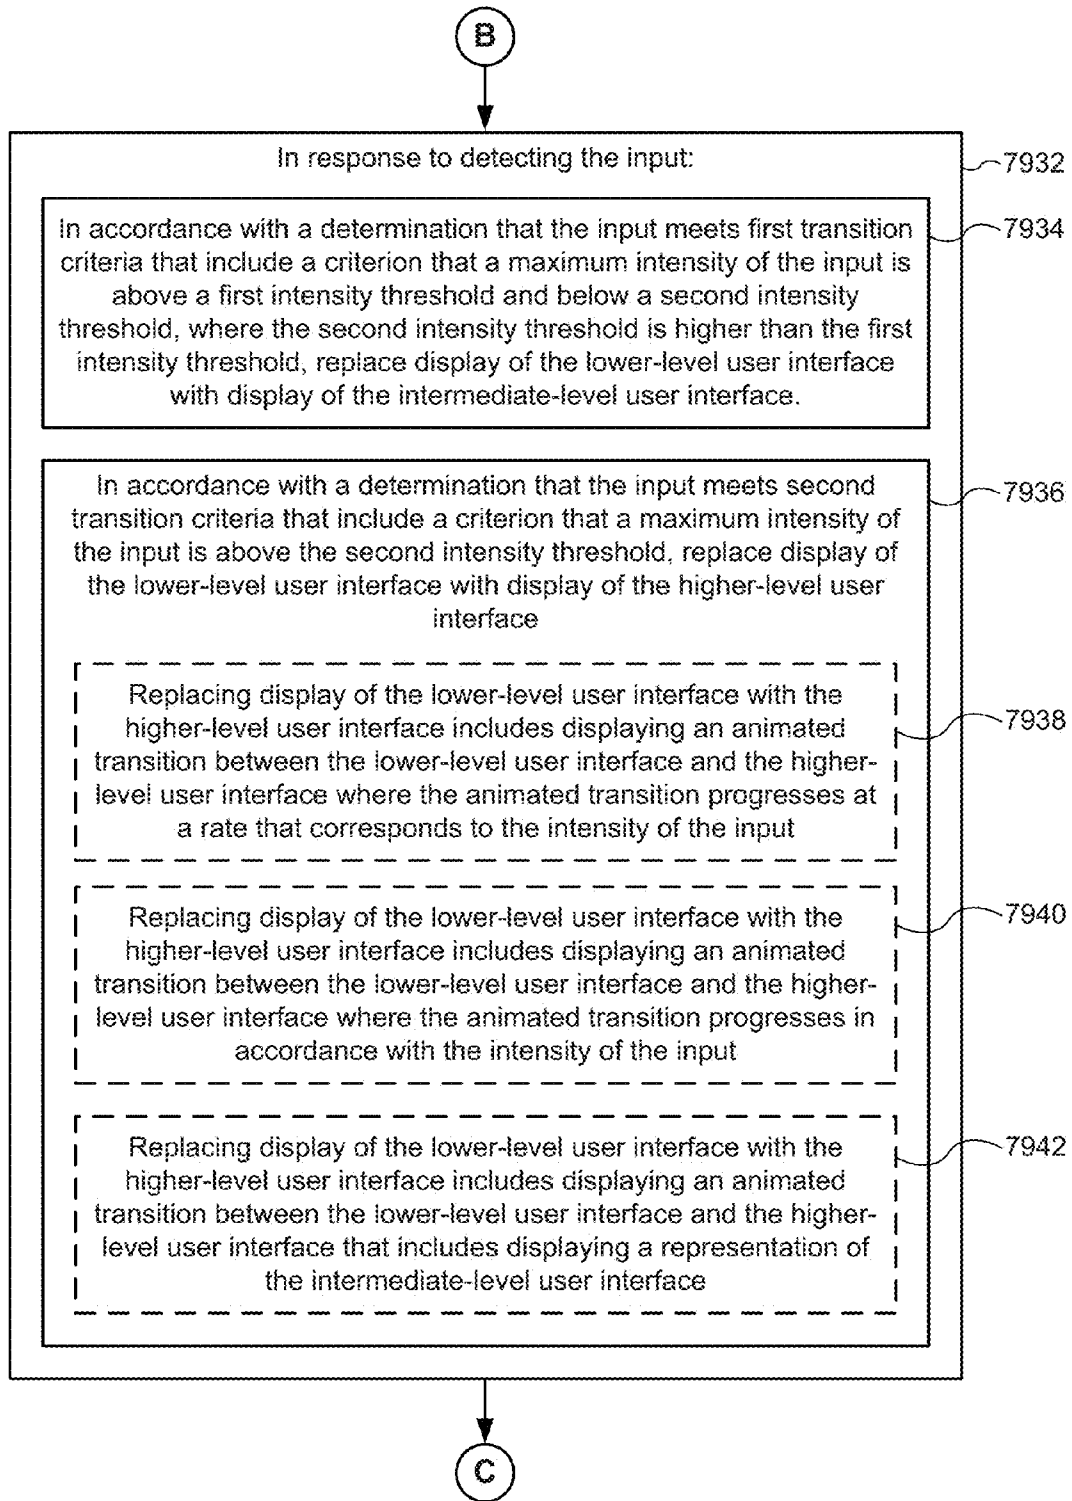 B
In response to detecting the input:
7932
In accordance with a determination that the input meets first transition
criteria that include a criterion that a maximum intensity of the input is
above a first intensity threshold and below a second intensity
threshold, where the second intensity threshold is higher than the first
intensity threshold, replace display of the lower-level user interface
with display of the intermediate-level user interface.
7934
In accordance with a determination that the input meets second
transition criteria that include a criterion that a maximum intensity of
the input is above the second intensity threshold, replace display of
the lower-level user interface with display of the higher-level user
interface
7936
Replacing display of the lower-level user interface with the
higher-level user interface includes displaying an animated
transition between the lower-level user interface and the higher-
level user interface where the animated transition progresses at
a rate that corresponds to the intensity of the input
7938
Replacing display of the lower-level user interface with the
higher-level user interface includes displaying an animated
transition between the lower-level user interface and the higher-
level user interface where the animated transition progresses in
accordance with the intensity of the input
7940
Replacing display of the lower-level user interface with the
higher-level user interface includes displaying an animated
transition between the lower-level user interface and the higher-
level user interface that includes displaying a representation of
the intermediate-level user interface
7942
C